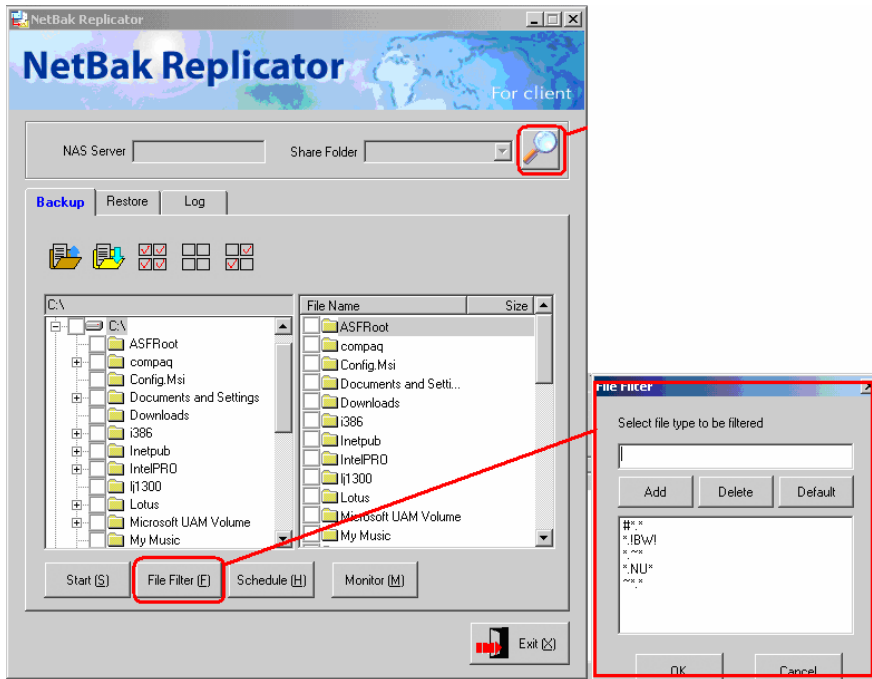 NetBak Replicator
NetBak Replicator
For client
NAS Server
Share Folder
Backup
Restore
Log
C:\
C:\
ASFRoot
compaq
Config.Msi
Documents and Settings
Downloads
i386
Inetpub
IntelPRO
lj1300
Lotus
Microsoft UAM Volume
My Music
File Name
Size
ASFRoot
compaq
Config.Msi
Documents and Setti...
Downloads
i386
Inetpub
IntelPRO
lj1300
Lotus
Microsoft UAM Volume
My Music
Start (S)
File Filter (F)
Schedule (H)
Monitor (M)
Exit (X)
File Filter
Select file type to be filtered
Add
Delete
Default
#*.*
*.!BW!
*.~*
*.NU*
~*.*
OK
Cancel